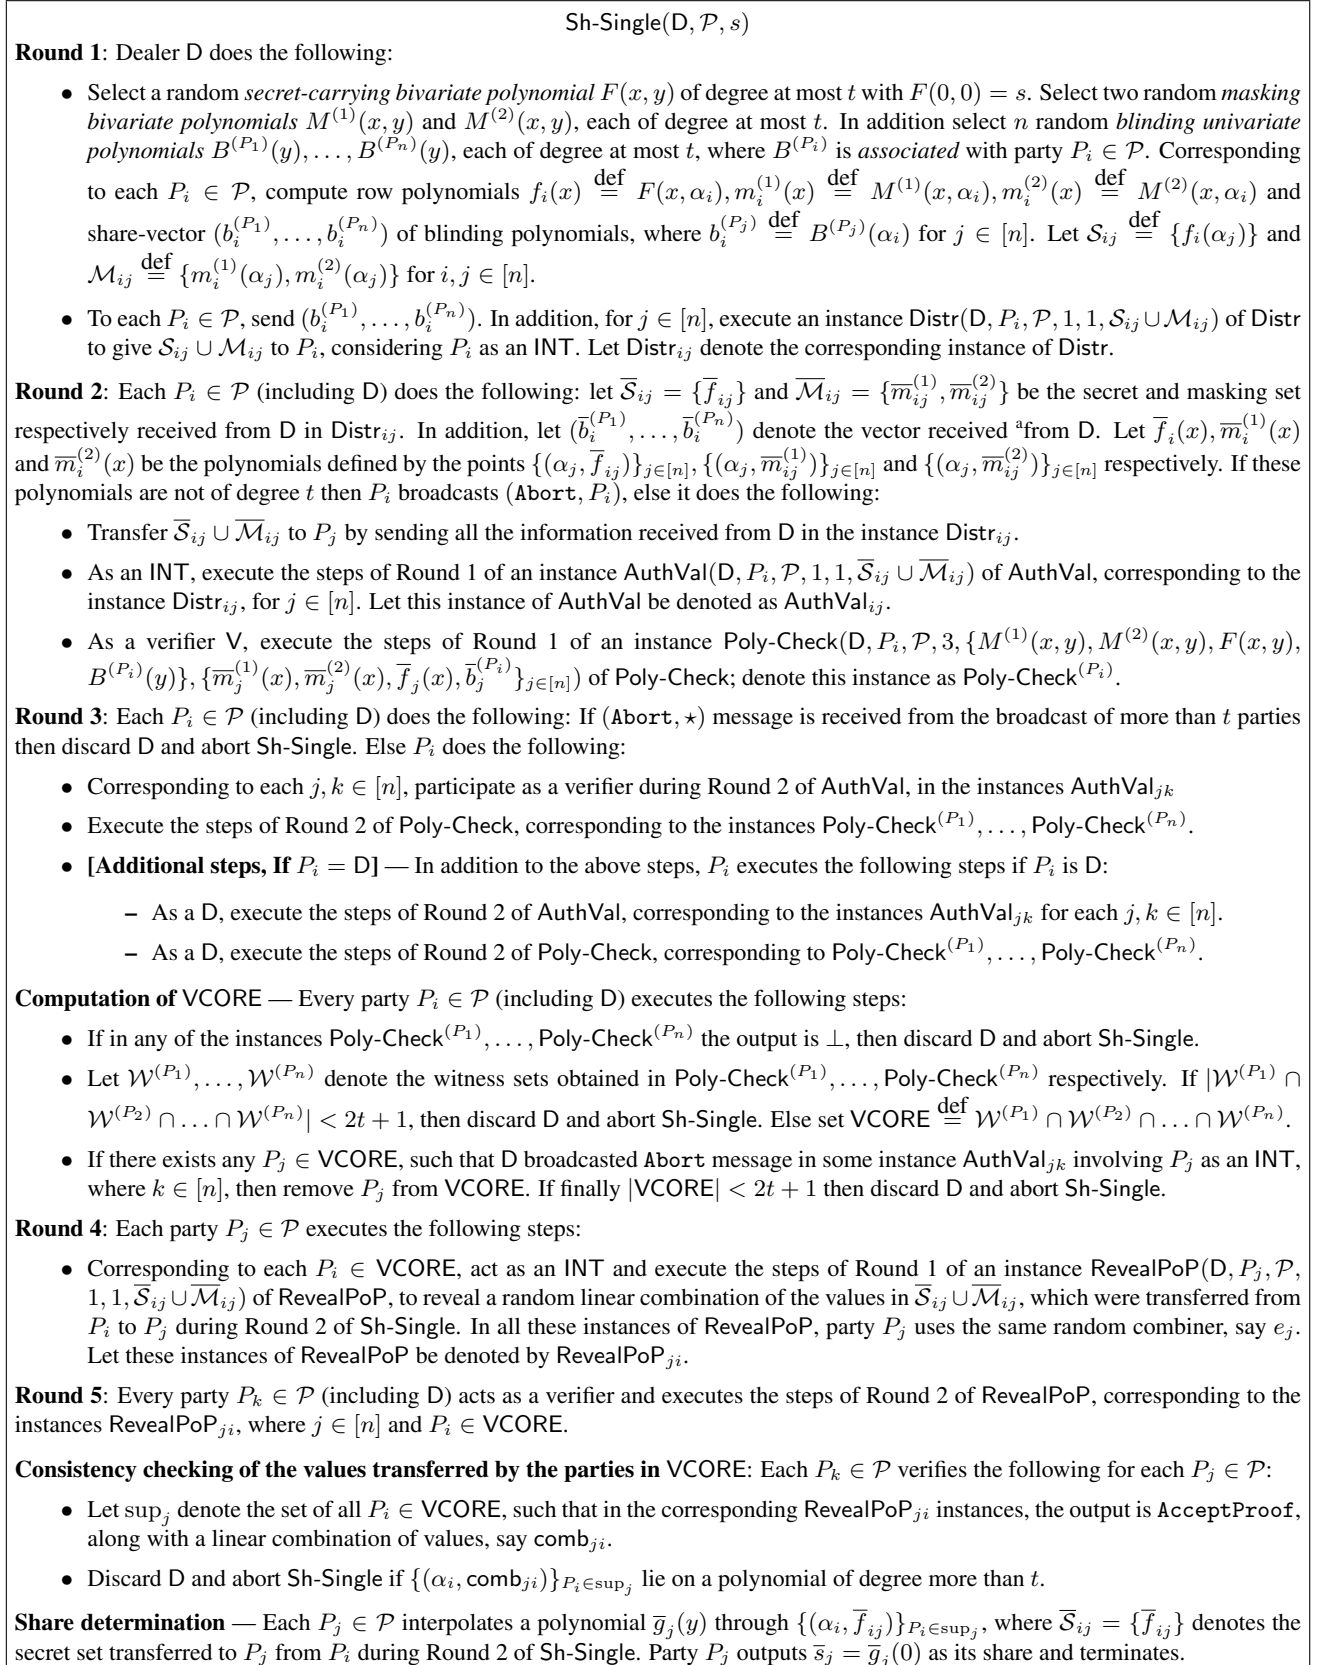 Sh-Single(D, 𝒫, s)
Round 1: Dealer D does the following:
• Select a random secret-carrying bivariate polynomial F(x, y) of degree at most t with F(0, 0) = s. Select two random masking
bivariate polynomials M^(1)(x, y) and M^(2)(x, y), each of degree at most t. In addition select n random blinding univariate
polynomials B^(P_1)(y), . . . , B^(P_n)(y), each of degree at most t, where B^(P_i) is associated with party P_i ∈ 𝒫. Corresponding
to each P_i ∈ 𝒫, compute row polynomials f_i(x) def= F(x, α_i), m_i^(1)(x) def= M^(1)(x, α_i), m_i^(2)(x) def= M^(2)(x, α_i) and
share-vector (b_i^(P_1), . . . , b_i^(P_n)) of blinding polynomials, where b_i^(P_j) def= B^(P_j)(α_i) for j ∈ [n]. Let 𝒮_ij def= {f_i(α_j)} and
ℳ_ij def= {m_i^(1)(α_j), m_i^(2)(α_j)} for i, j ∈ [n].
• To each P_i ∈ 𝒫, send (b_i^(P_1), . . . , b_i^(P_n)). In addition, for j ∈ [n], execute an instance Distr(D, P_i, 𝒫, 1, 1, 𝒮_ij ∪ ℳ_ij) of Distr
to give 𝒮_ij ∪ ℳ_ij to P_i, considering P_i as an INT. Let Distr_ij denote the corresponding instance of Distr.
Round 2: Each P_i ∈ 𝒫 (including D) does the following: let 𝒮̅_ij = {f̅_ij} and ℳ̅_ij = {m̅_ij^(1), m̅_ij^(2)} be the secret and masking set
respectively received from D in Distr_ij. In addition, let (b̅_i^(P_1), . . . , b̅_i^(P_n)) denote the vector received ^a from D. Let f̅_i(x), m̅_i^(1)(x)
and m̅_i^(2)(x) be the polynomials defined by the points {(α_j, f̅_ij)}_j∈[n], {(α_j, m̅_ij^(1))}_j∈[n] and {(α_j, m̅_ij^(2))}_j∈[n] respectively. If these
polynomials are not of degree t then P_i broadcasts (Abort, P_i), else it does the following:
• Transfer 𝒮̅_ij ∪ ℳ̅_ij to P_j by sending all the information received from D in the instance Distr_ij.
• As an INT, execute the steps of Round 1 of an instance AuthVal(D, P_i, 𝒫, 1, 1, 𝒮̅_ij ∪ ℳ̅_ij) of AuthVal, corresponding to the
instance Distr_ij, for j ∈ [n]. Let this instance of AuthVal be denoted as AuthVal_ij.
• As a verifier V, execute the steps of Round 1 of an instance Poly-Check(D, P_i, 𝒫, 3, {M^(1)(x, y), M^(2)(x, y), F(x, y),
B^(P_i)(y)}, {m̅_j^(1)(x), m̅_j^(2)(x), f̅_j(x), b̅_j^(P_i)}_j∈[n]) of Poly-Check; denote this instance as Poly-Check^(P_i).
Round 3: Each P_i ∈ 𝒫 (including D) does the following: If (Abort, ⋆) message is received from the broadcast of more than t parties
then discard D and abort Sh-Single. Else P_i does the following:
• Corresponding to each j, k ∈ [n], participate as a verifier during Round 2 of AuthVal, in the instances AuthVal_jk
• Execute the steps of Round 2 of Poly-Check, corresponding to the instances Poly-Check^(P_1), . . . , Poly-Check^(P_n).
• [Additional steps, If P_i = D] — In addition to the above steps, P_i executes the following steps if P_i is D:
– As a D, execute the steps of Round 2 of AuthVal, corresponding to the instances AuthVal_jk for each j, k ∈ [n].
– As a D, execute the steps of Round 2 of Poly-Check, corresponding to Poly-Check^(P_1), . . . , Poly-Check^(P_n).
Computation of VCORE — Every party P_i ∈ 𝒫 (including D) executes the following steps:
• If in any of the instances Poly-Check^(P_1), . . . , Poly-Check^(P_n) the output is ⊥, then discard D and abort Sh-Single.
• Let 𝒲^(P_1), . . . , 𝒲^(P_n) denote the witness sets obtained in Poly-Check^(P_1), . . . , Poly-Check^(P_n) respectively. If |𝒲^(P_1) ∩
𝒲^(P_2) ∩ . . . ∩ 𝒲^(P_n)| < 2t + 1, then discard D and abort Sh-Single. Else set VCORE def= 𝒲^(P_1) ∩ 𝒲^(P_2) ∩ . . . ∩ 𝒲^(P_n).
• If there exists any P_j ∈ VCORE, such that D broadcasted Abort message in some instance AuthVal_jk involving P_j as an INT,
where k ∈ [n], then remove P_j from VCORE. If finally |VCORE| < 2t + 1 then discard D and abort Sh-Single.
Round 4: Each party P_j ∈ 𝒫 executes the following steps:
• Corresponding to each P_i ∈ VCORE, act as an INT and execute the steps of Round 1 of an instance RevealPoP(D, P_j, 𝒫,
1, 1, 𝒮̅_ij ∪ ℳ̅_ij) of RevealPoP, to reveal a random linear combination of the values in 𝒮̅_ij ∪ ℳ̅_ij, which were transferred from
P_i to P_j during Round 2 of Sh-Single. In all these instances of RevealPoP, party P_j uses the same random combiner, say e_j.
Let these instances of RevealPoP be denoted by RevealPoP_ji.
Round 5: Every party P_k ∈ 𝒫 (including D) acts as a verifier and executes the steps of Round 2 of RevealPoP, corresponding to the
instances RevealPoP_ji, where j ∈ [n] and P_i ∈ VCORE.
Consistency checking of the values transferred by the parties in VCORE: Each P_k ∈ 𝒫 verifies the following for each P_j ∈ 𝒫:
• Let sup_j denote the set of all P_i ∈ VCORE, such that in the corresponding RevealPoP_ji instances, the output is AcceptProof,
along with a linear combination of values, say comb_ji.
• Discard D and abort Sh-Single if {(α_i, comb_ji)}_P_i∈sup_j lie on a polynomial of degree more than t.
Share determination — Each P_j ∈ 𝒫 interpolates a polynomial g̅_j(y) through {(α_i, f̅_ij)}_P_i∈sup_j, where 𝒮̅_ij = {f̅_ij} denotes the
secret set transferred to P_j from P_i during Round 2 of Sh-Single. Party P_j outputs s̅_j = g̅_j(0) as its share and terminates.